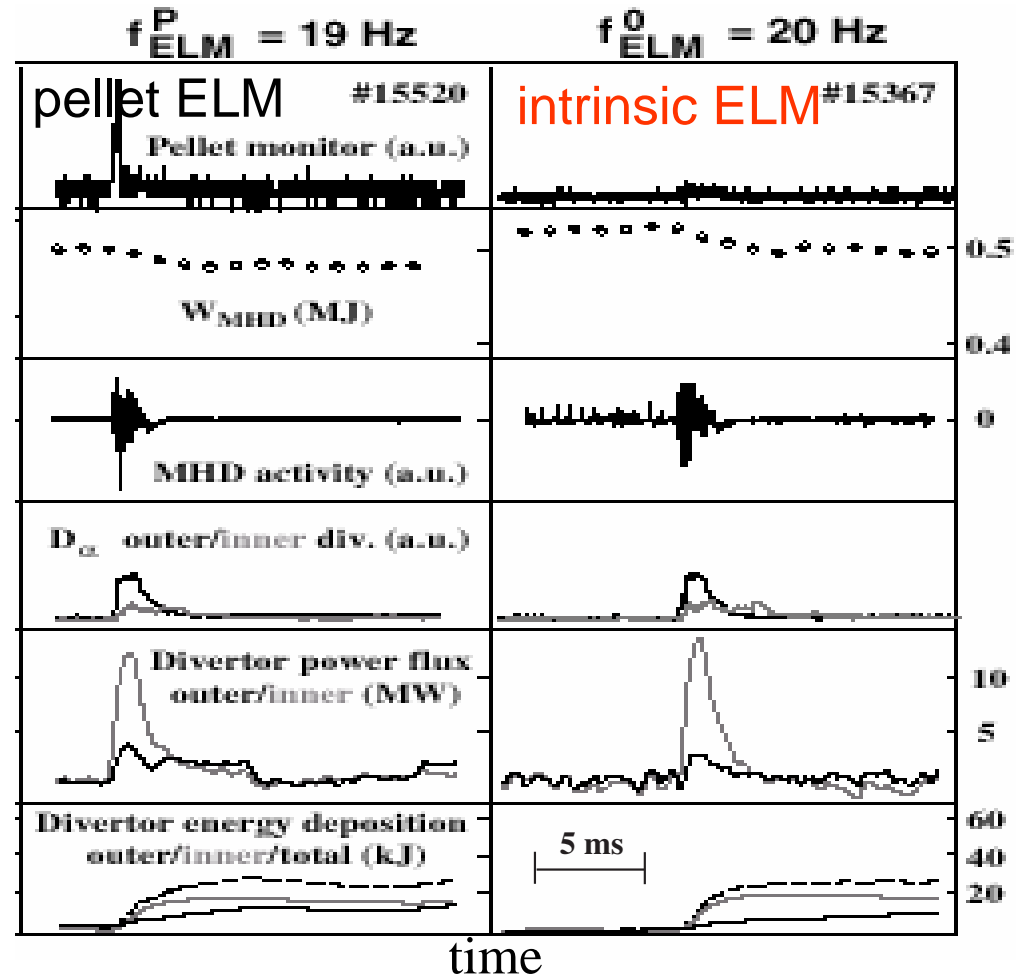 f^P_ELM = 19 Hz
f^0_ELM = 20 Hz
pellet ELM
#15520
intrinsic ELM
#15367
Pellet monitor (a.u.)
W_MHD (MJ)
0.5
0.4
0
MHD activity (a.u.)
D_α outer/inner div. (a.u.)
Divertor power flux
outer/inner (MW)
10
5
Divertor energy deposition
outer/inner/total (kJ)
5 ms
60
40
20
time